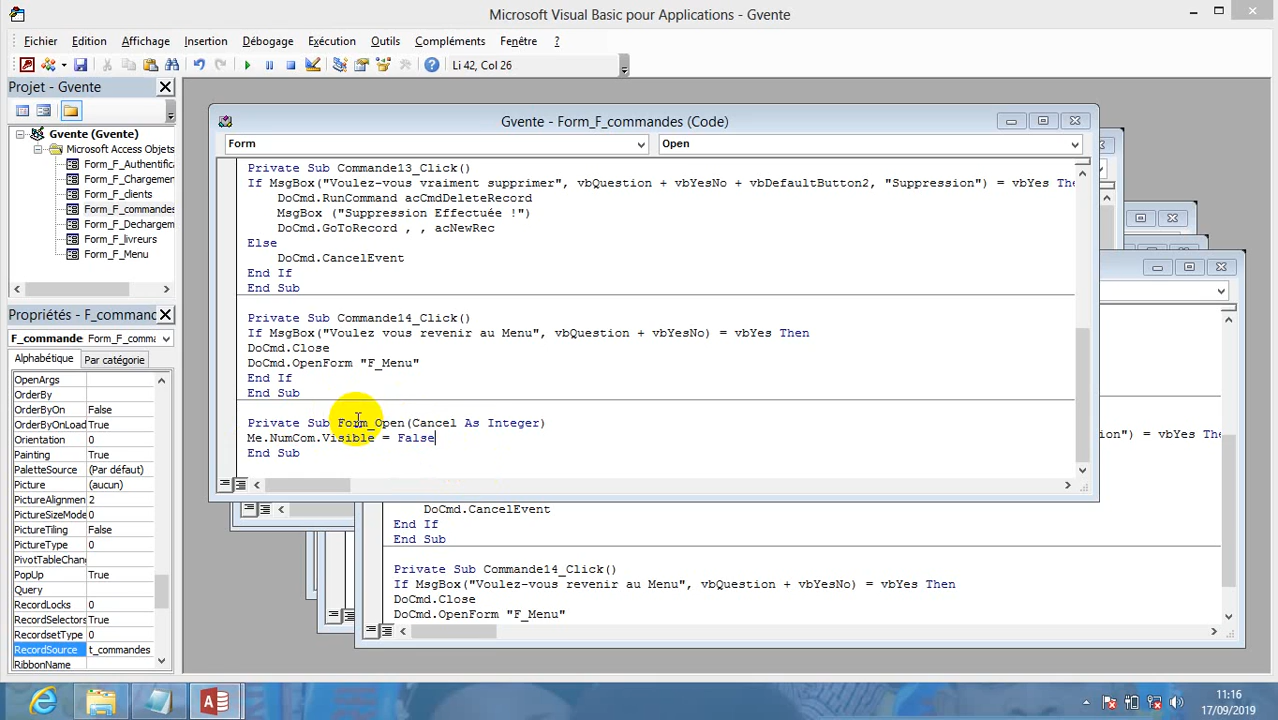 Microsoft Visual Basic pour Applications - Gvente
Fichier Edition Affichage Insertion Débogage Exécution Outils Compléments Fenêtre ?
Li 42, Col 26
Projet - Gvente
Gvente (Gvente)
Microsoft Access Objets
Form_F_Authentifica
Form_F_Chargemen
Form_F_clients
Form_F_commandes
Form_F_Dechargem
Form_F_livreurs
Form_F_Menu
Propriétés - F_commande
F_commande Form_F_comma
Alphabétique Par catégorie
OpenArgs
OrderBy
OrderByOn False
OrderByOnLoad True
Orientation 0
Painting True
PaletteSource (Par défaut)
Picture (aucun)
PictureAlignmen 2
PictureSizeMode 0
PictureTiling False
PictureType 0
PivotTableChang
PopUp True
Query
RecordLocks 0
RecordSelectors True
RecordsetType 0
RecordSource t_commandes
RibbonName
Gvente - Form_F_commandes (Code)
Form Open
Private Sub Commande13_Click()
If MsgBox("Voulez-vous vraiment supprimer", vbQuestion + vbYesNo + vbDefaultButton2, "Suppression") = vbYes The
DoCmd.RunCommand acCmdDeleteRecord
MsgBox ("Suppression Effectuée !")
DoCmd.GoToRecord , , acNewRec
Else
DoCmd.CancelEvent
End If
End Sub
Private Sub Commande14_Click()
If MsgBox("Voulez vous revenir au Menu", vbQuestion + vbYesNo) = vbYes Then
DoCmd.Close
DoCmd.OpenForm "F_Menu"
End If
End Sub
Private Sub Form_Open(Cancel As Integer)
Me.NumCom.Visible = False
End Sub
ion") = vbYes The
DoCmd.CancelEvent
End If
End Sub
Private Sub Commande14_Click()
If MsgBox("Voulez-vous revenir au Menu", vbQuestion + vbYesNo) = vbYes Then
DoCmd.Close
DoCmd.OpenForm "F_Menu"
11:16
17/09/2019